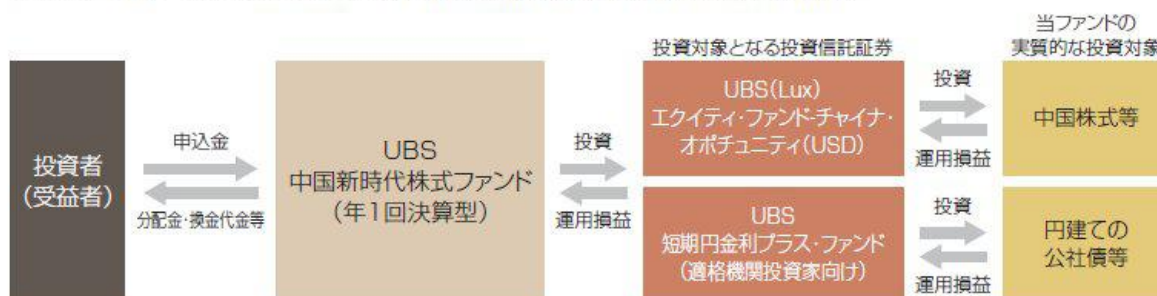 投資対象となる投資信託証券
当ファンドの
実質的な投資対象
投資者
(受益者)
申込金
分配金・換金代金等
UBS
中国新時代株式ファンド
(年1回決算型)
投資
運用損益
UBS(Lux)
エクイティ・ファンド-チャイナ・
オポチュニティ(USD)
投資
運用損益
中国株式等
UBS
短期円金利プラス・ファンド
(適格機関投資家向け)
投資
運用損益
円建ての
公社債等